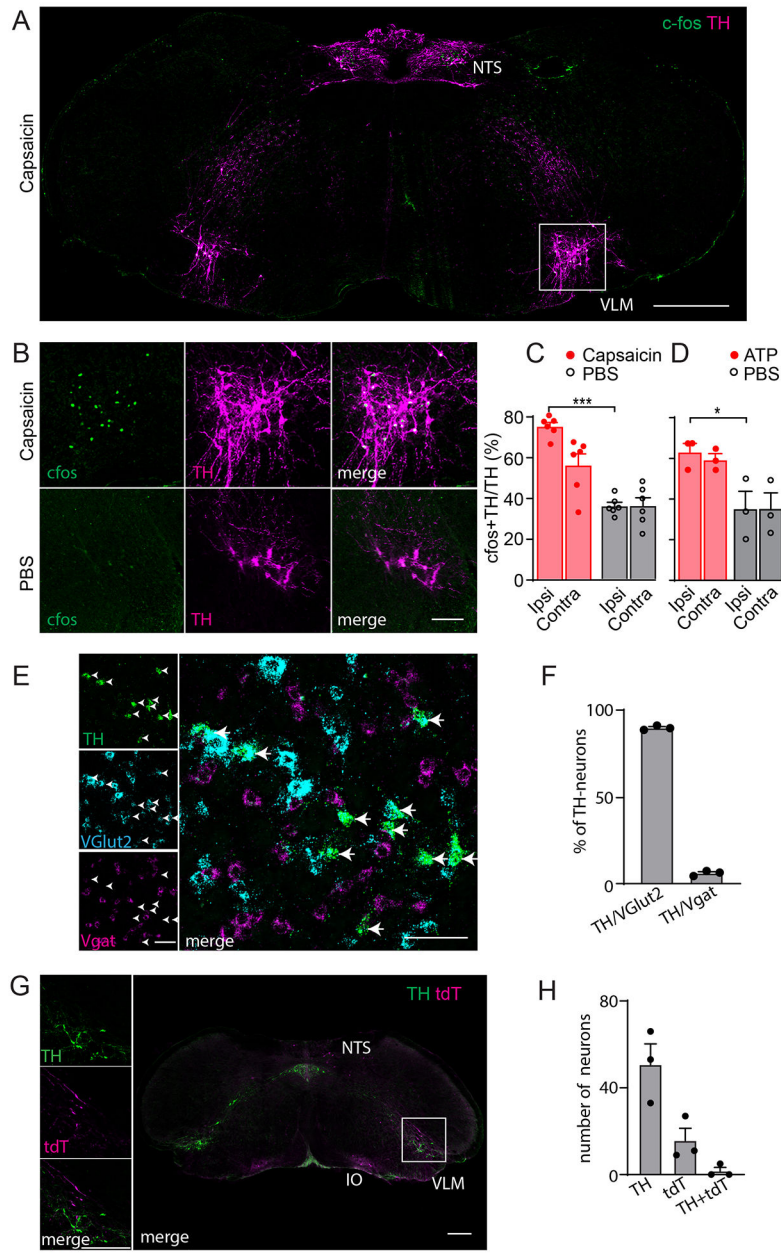 A
c-fos TH
NTS
Capsaicin
VLM
B
Capsaicin
cfos
TH
merge
PBS
cfos
TH
merge
C
Capsaicin
PBS
D
ATP
PBS
cfos+TH/TH (%)
80
60
40
20
0
***
*
Ipsi
Contra
Ipsi
Contra
Ipsi
Contra
Ipsi
Contra
E
TH
VGlut2
Vgat
merge
F
% of TH-neurons
100
50
0
TH/VGlut2
TH/Vgat
G
TH
tdT
merge
TH tdT
NTS
IO
VLM
merge
H
number of neurons
80
40
0
TH
tdT
TH+tdT